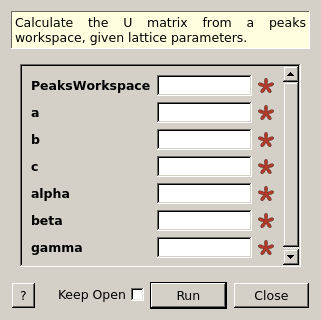 Calculate the U matrix from a peaks
workspace, given lattice parameters.
PeaksWorkspace
a
b
c
alpha
beta
gamma
? Keep Open Run Close